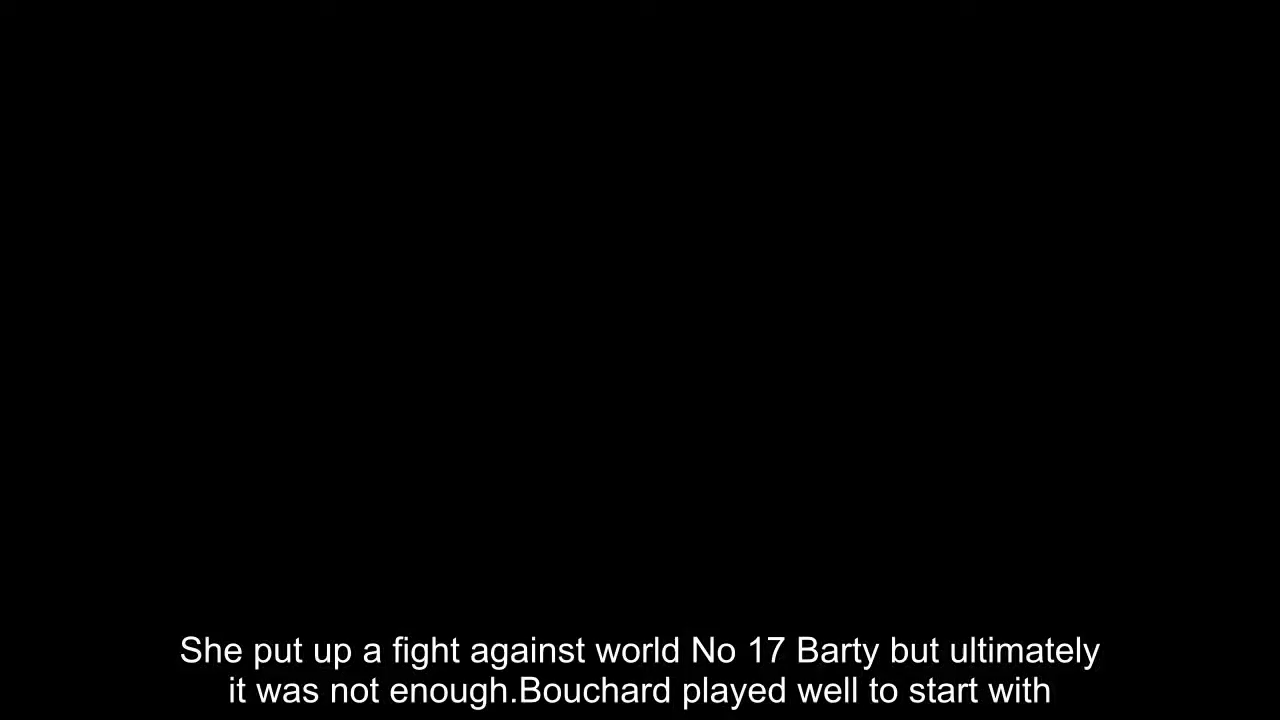 She put up a fight against world No 17 Barty but ultimately
it was not enough.Bouchard played well to start with